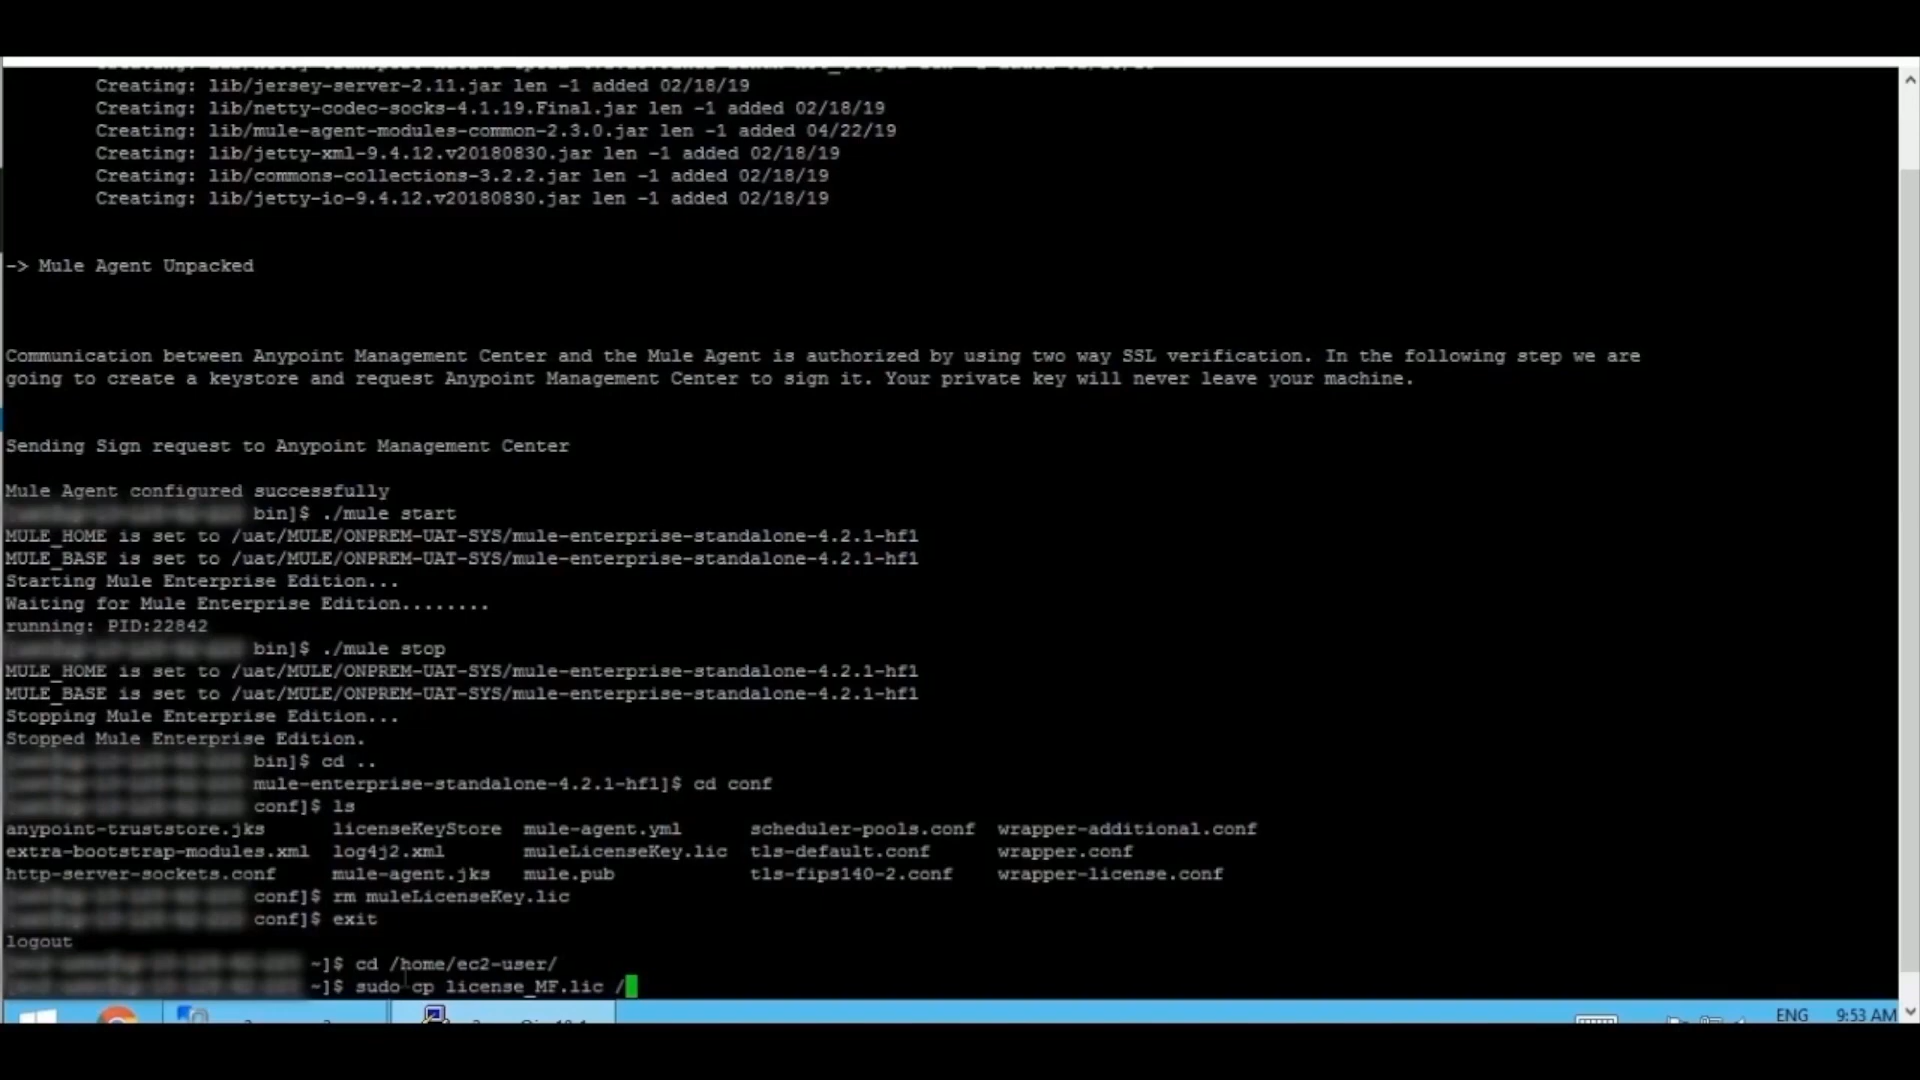 Creating: lib/jersey-server-2.11.jar len -1 added 02/18/19
Creating: lib/netty-codec-socks-4.1.19.Final.jar len -1 added 02/18/19
Creating: lib/mule-agent-modules-common-2.3.0.jar len -1 added 04/22/19
Creating: lib/jetty-xml-9.4.12.v20180830.jar len -1 added 02/18/19
Creating: lib/commons-collections-3.2.2.jar len -1 added 02/18/19
Creating: lib/jetty-io-9.4.12.v20180830.jar len -1 added 02/18/19
-> Mule Agent Unpacked
Communication between Anypoint Management Center and the Mule Agent is authorized by using two way SSL verification. In the following step we are
going to create a keystore and request Anypoint Management Center to sign it. Your private key will never leave your machine.
Sending Sign request to Anypoint Management Center
Mule Agent configured successfully
bin]$ ./mule start
MULE_HOME is set to /uat/MULE/ONPREM-UAT-SYS/mule-enterprise-standalone-4.2.1-hf1
MULE_BASE is set to /uat/MULE/ONPREM-UAT-SYS/mule-enterprise-standalone-4.2.1-hf1
Starting Mule Enterprise Edition...
Waiting for Mule Enterprise Edition........
running: PID:22842
bin]$ ./mule stop
MULE_HOME is set to /uat/MULE/ONPREM-UAT-SYS/mule-enterprise-standalone-4.2.1-hf1
MULE_BASE is set to /uat/MULE/ONPREM-UAT-SYS/mule-enterprise-standalone-4.2.1-hf1
Stopping Mule Enterprise Edition...
Stopped Mule Enterprise Edition.
bin]$ cd ..
mule-enterprise-standalone-4.2.1-hf1]$ cd conf
conf]$ ls
anypoint-truststore.jks licenseKeyStore mule-agent.yml scheduler-pools.conf wrapper-additional.conf
extra-bootstrap-modules.xml log4j2.xml muleLicenseKey.lic tls-default.conf wrapper.conf
http-server-sockets.conf mule-agent.jks mule.pub tls-fips140-2.conf wrapper-license.conf
conf]$ rm muleLicenseKey.lic
conf]$ exit
logout
~]$ cd /home/ec2-user/
~]$ sudo cp license_MF.lic /
ENG 9:53 AM